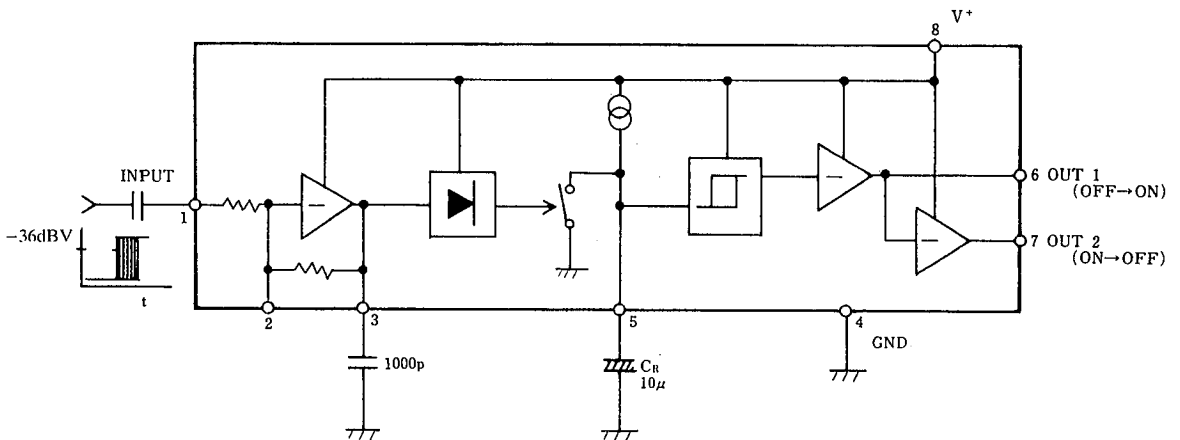 V+
8
INPUT
1
6 OUT 1
(OFF→ON)
-36dBV
7 OUT 2
(ON→OFF)
t
2
3
5
4
GND
1000p
CR
10μ